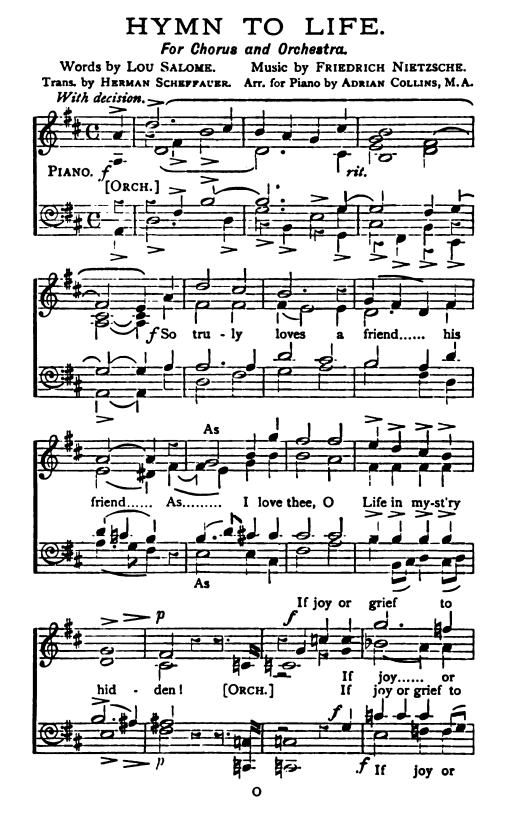 HYMN TO LIFE.
For Chorus and Orchestra.
Words by LOU SALOME. Music by FRIEDRICH NIETZSCHE.
Trans. by HERMAN SCHEFFAUER. Arr. for Piano by ADRIAN COLLINS, M.A.
With decision.
PIANO. f rit.
[ORCH.]
f So tru - ly loves a friend...... his
As
friend...... As......... I love thee, O Life in my-st'ry
As
If joy or grief to
p f
If joy...... or
hid - den! [ORCH.] If joy or grief to
f
p f If joy or
O